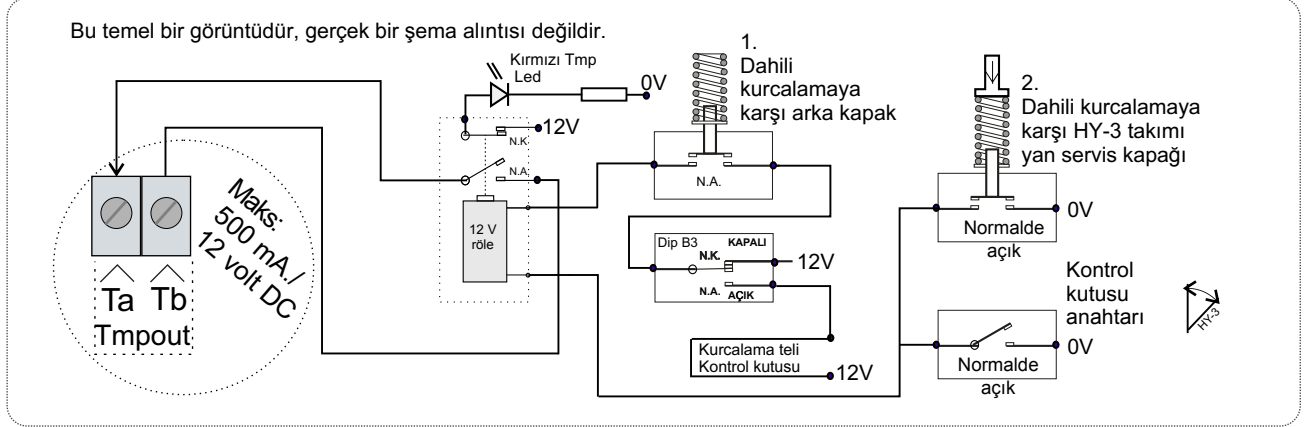 Bu temel bir görüntüdür, gerçek bir şema alıntısı değildir.
Kırmızı Tmp
Led
0V
12V
N.K
N.A
12 V
röle
Maks:
500 mA./
12 volt DC
Ta Tb
Tmpout
1.
Dahili
kurcalamaya
karşı arka kapak
N.A.
Dip B3
KAPALI
N.K.
12V
N.A.
AÇIK
Kurcalama teli
Kontrol kutusu
12V
2.
Dahili kurcalamaya
karşı HY-3 takımı
yan servis kapağı
0V
Normalde
açık
Kontrol
kutusu
anahtarı
0V
Normalde
açık
HY-3